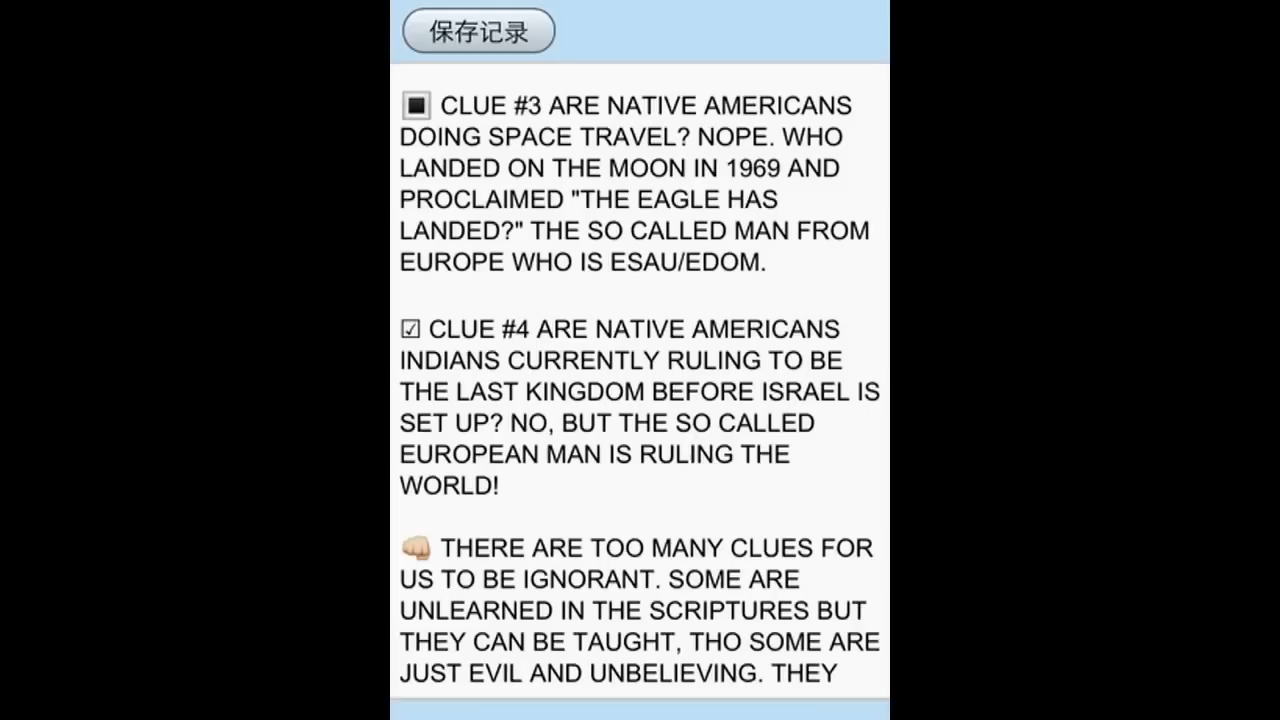 保存记录
🔳 CLUE #3 ARE NATIVE AMERICANS
DOING SPACE TRAVEL? NOPE. WHO
LANDED ON THE MOON IN 1969 AND
PROCLAIMED "THE EAGLE HAS
LANDED?" THE SO CALLED MAN FROM
EUROPE WHO IS ESAU/EDOM.
☑ CLUE #4 ARE NATIVE AMERICANS
INDIANS CURRENTLY RULING TO BE
THE LAST KINGDOM BEFORE ISRAEL IS
SET UP? NO, BUT THE SO CALLED
EUROPEAN MAN IS RULING THE
WORLD!
👊🏼 THERE ARE TOO MANY CLUES FOR
US TO BE IGNORANT. SOME ARE
UNLEARNED IN THE SCRIPTURES BUT
THEY CAN BE TAUGHT, THO SOME ARE
JUST EVIL AND UNBELIEVING. THEY